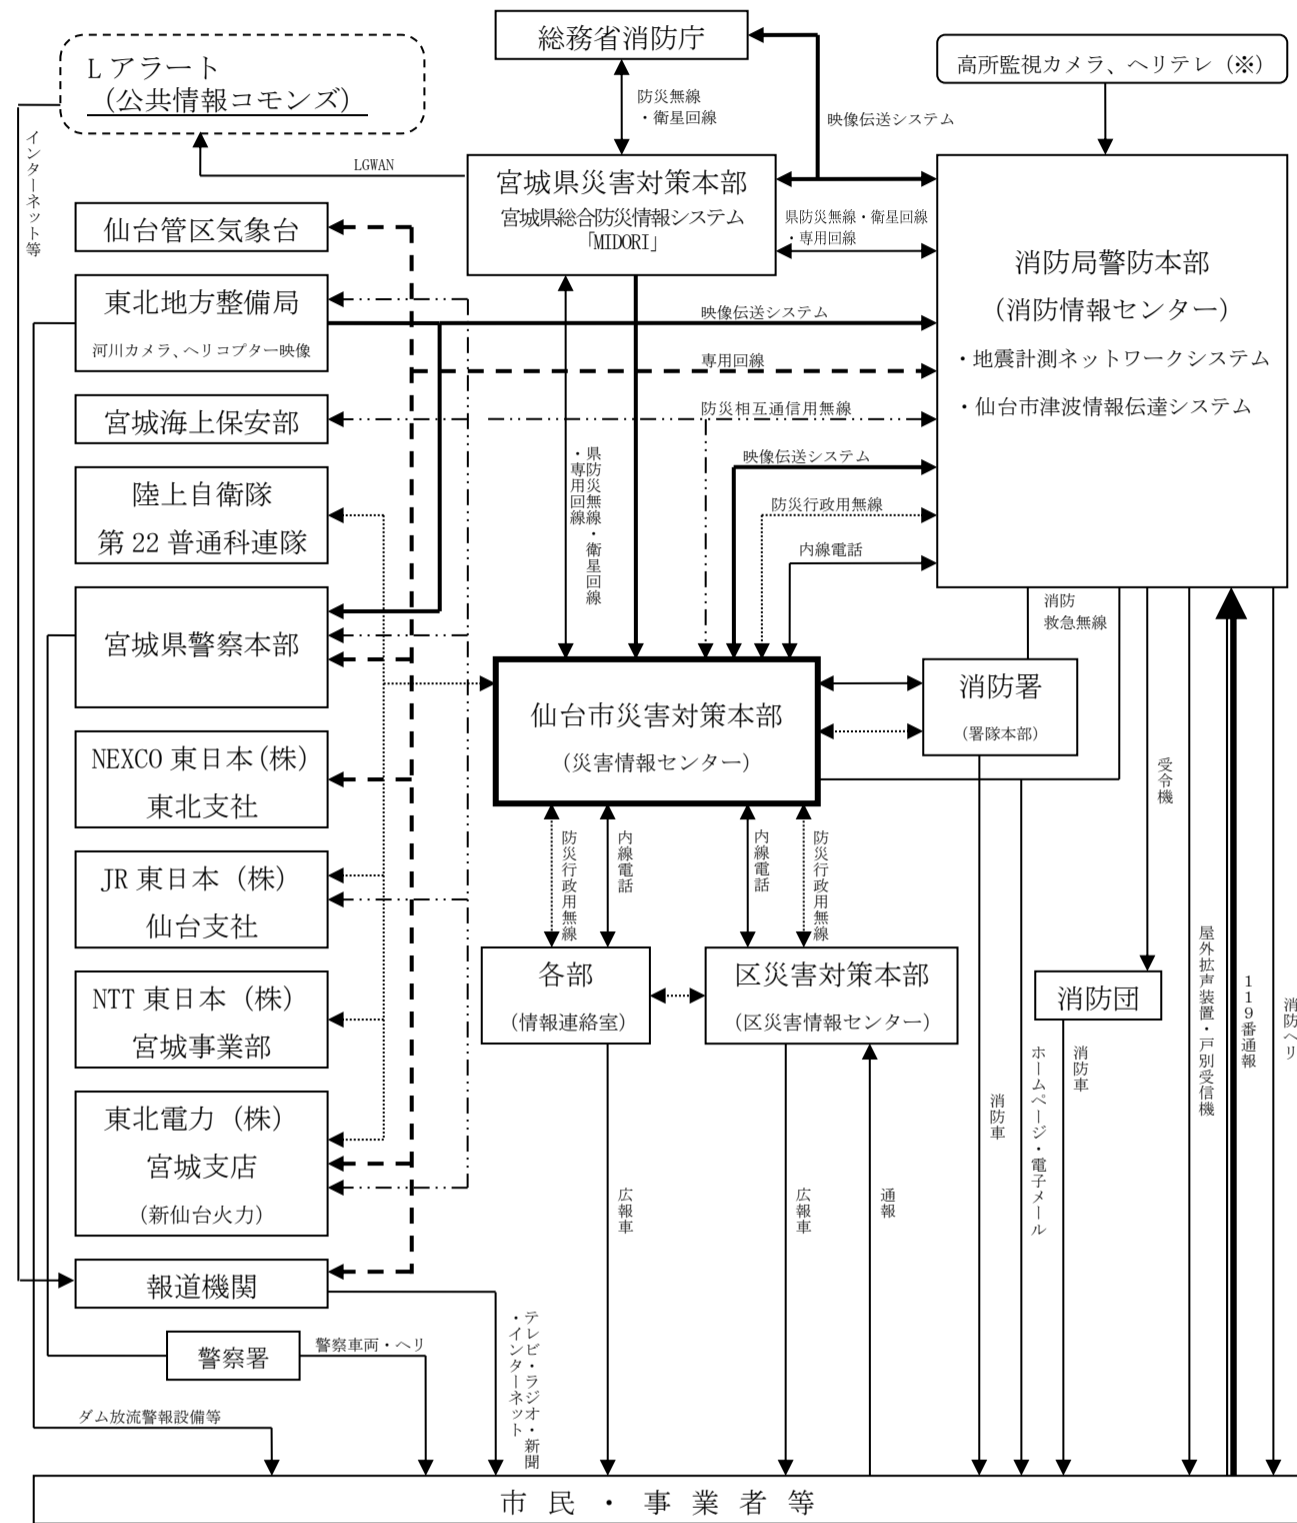 総務省消防庁
Lアラート
(公共情報コモンズ)
高所監視カメラ、ヘリテレ(※)
防災無線
・衛星回線
映像伝送システム
インターネット等
LGWAN
宮城県災害対策本部
宮城県総合防災情報システム
「MIDORI」
県防災無線・衛星回線
・専用回線
仙台管区気象台
消防局警防本部
(消防情報センター)
・地震計測ネットワークシステム
・仙台市津波情報伝達システム
東北地方整備局
河川カメラ、ヘリコプター映像
映像伝送システム
専用回線
宮城海上保安部
防災相互通信用無線
県防災無線・衛星回線
・専用回線
映像伝送システム
陸上自衛隊
第22普通科連隊
防災行政用無線
内線電話
宮城県警察本部
消防
救急無線
仙台市災害対策本部
(災害情報センター)
消防署
(署隊本部)
NEXCO東日本(株)
東北支社
受令機
防災行政用無線
内線電話
内線電話
防災行政用無線
JR東日本(株)
仙台支社
各部
(情報連絡室)
区災害対策本部
(区災害情報センター)
消防団
屋外拡声装置・戸別受信機
119番通報
消防ヘリ
NTT東日本(株)
宮城事業部
消防車
ホームページ・電子メール
消防車
東北電力(株)
宮城支店
(新仙台火力)
広報車
広報車
通報
報道機関
テレビ・ラジオ・新聞
・インターネット
警察署
警察車両・ヘリ
ダム放流警報設備等
市民・事業者等